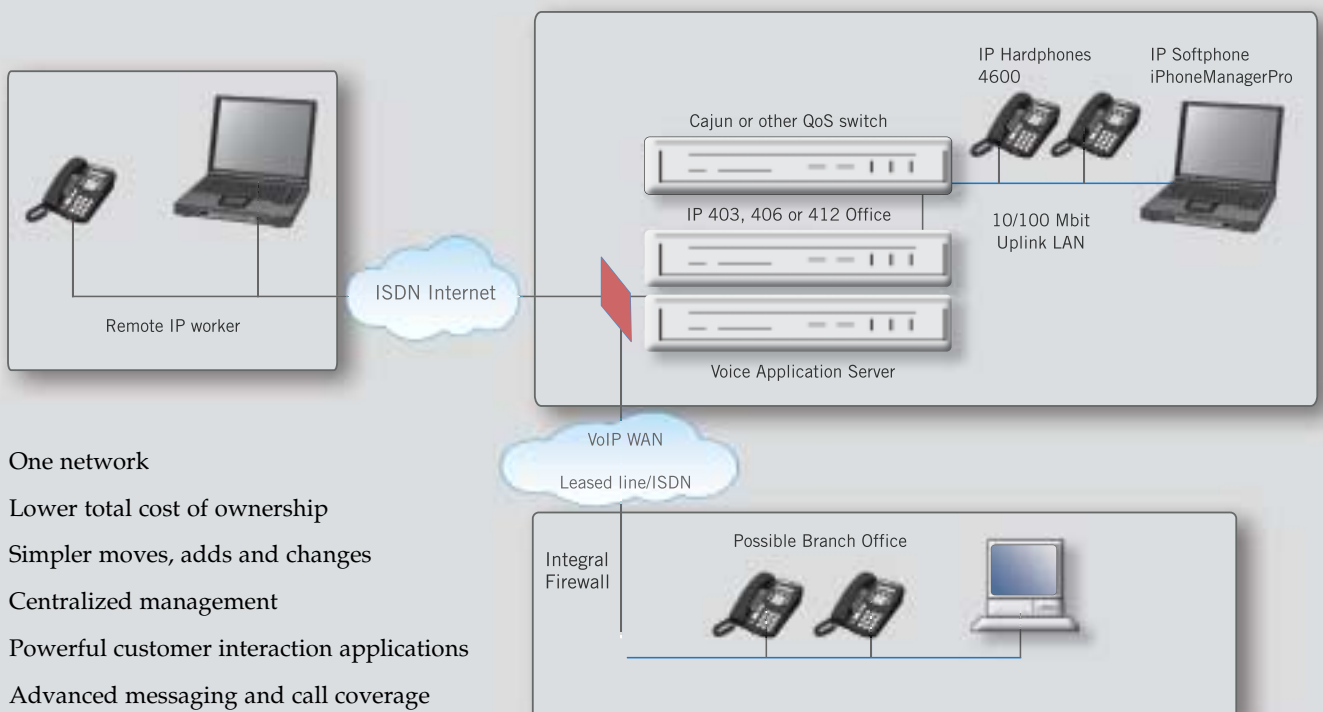 IP Hardphones
4600
IP Softphone
iPhoneManagerPro
Cajun or other QoS switch
IP 403, 406 or 412 Office
10/100 Mbit
Uplink LAN
ISDN Internet
Remote IP worker
Voice Application Server
VoIP WAN
Leased line/ISDN
One network
Lower total cost of ownership
Simpler moves, adds and changes
Centralized management
Powerful customer interaction applications
Advanced messaging and call coverage
Integral
Firewall
Possible Branch Office